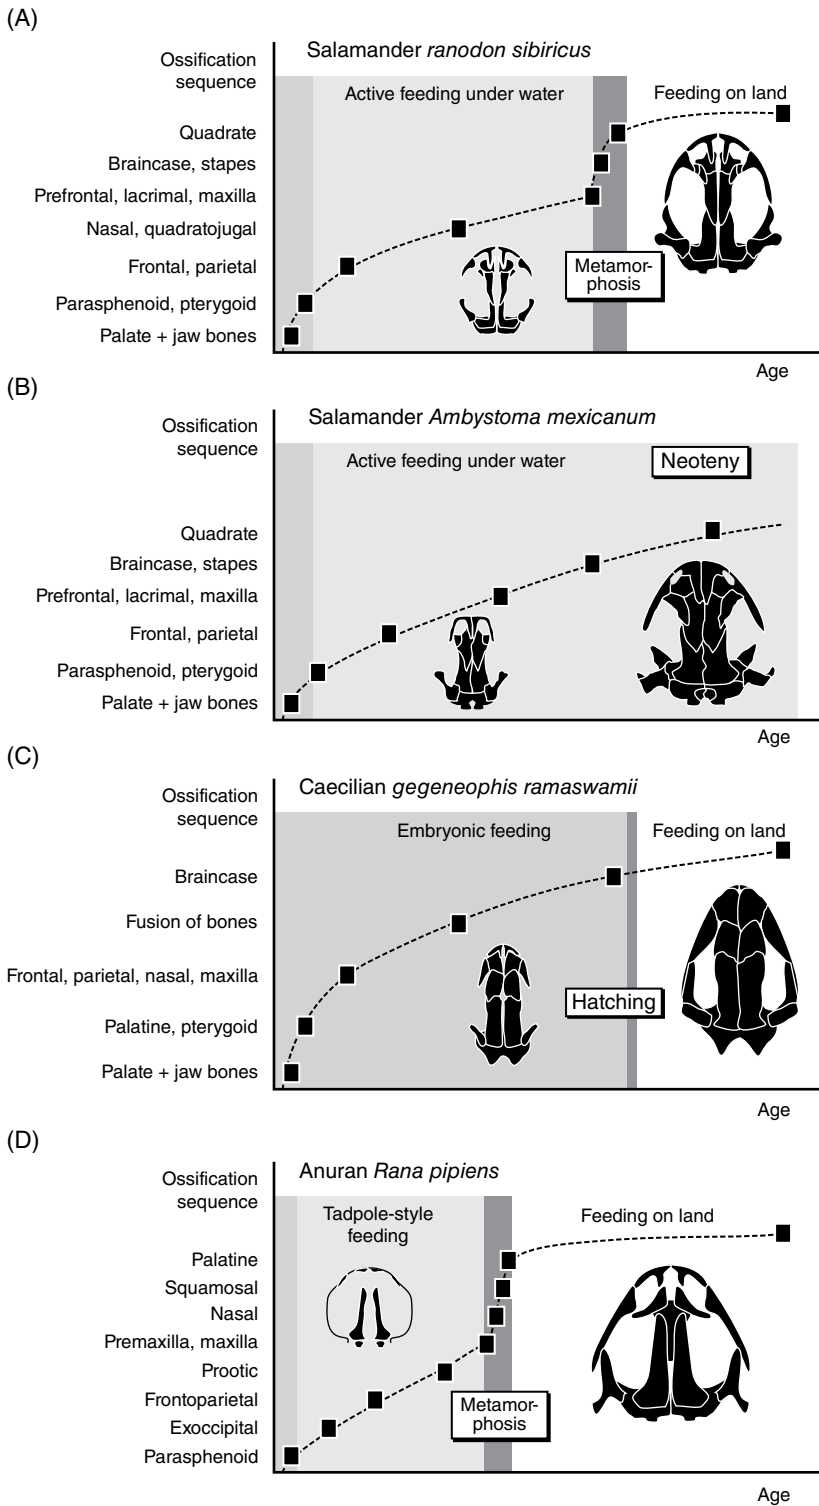 (A)
Salamander ranodon sibiricus
Ossification
sequence
Active feeding under water
Feeding on land
Quadrate
Braincase, stapes
Prefrontal, lacrimal, maxilla
Nasal, quadratojugal
Frontal, parietal
Parasphenoid, pterygoid
Palate + jaw bones
Metamor-
phosis
Age
(B)
Salamander Ambystoma mexicanum
Ossification
sequence
Active feeding under water
Neoteny
Quadrate
Braincase, stapes
Prefrontal, lacrimal, maxilla
Frontal, parietal
Parasphenoid, pterygoid
Palate + jaw bones
Age
(C)
Caecilian gegeneophis ramaswamii
Ossification
sequence
Embryonic feeding
Feeding on land
Braincase
Fusion of bones
Frontal, parietal, nasal, maxilla
Palatine, pterygoid
Palate + jaw bones
Hatching
Age
(D)
Anuran Rana pipiens
Ossification
sequence
Tadpole-style
feeding
Feeding on land
Palatine
Squamosal
Nasal
Premaxilla, maxilla
Prootic
Frontoparietal
Exoccipital
Parasphenoid
Metamor-
phosis
Age